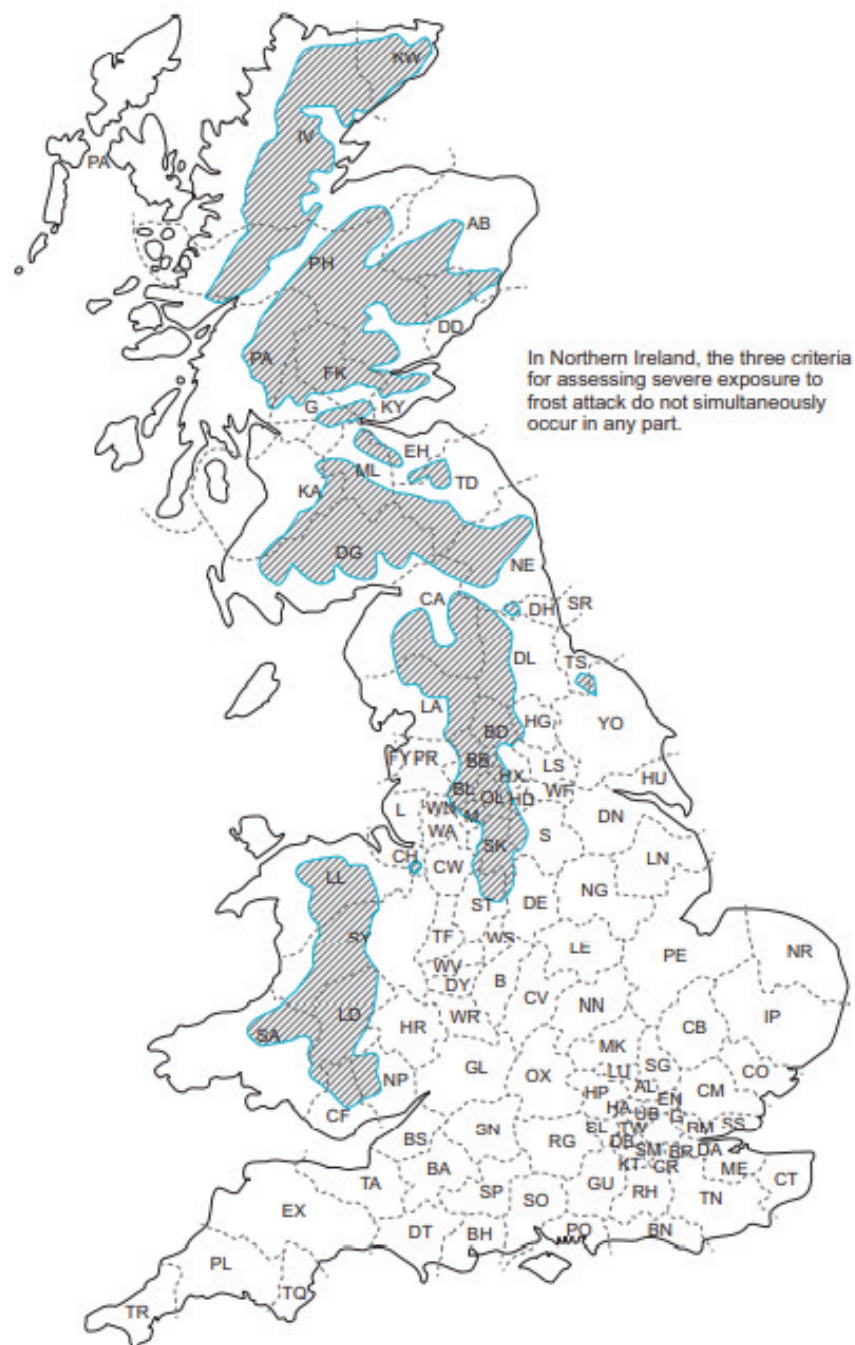 KW
IV
PA
AB
PH
DD
In Northern Ireland, the three criteria
for assessing severe exposure to
frost attack do not simultaneously
occur in any part.
PA
FK
G
KY
EH
ML
TD
KA
DG
NE
CA
DH
SR
DL
TS
LA
HG
YO
BD
FY
PR
BB
LS
HX
WF
HU
BL
OL
HD
L
WN
M
DN
WA
S
SK
CH
CW
LN
LL
ST
DE
NG
SY
TF
WS
LE
PE
NR
WV
DY
B
CV
NN
LD
IP
SA
HR
WR
CB
MK
NP
GL
OX
LU
SG
CO
HP
AL
EN
CM
CF
HA
UB
SN
SL
TW
RM
SS
BS
RG
SM
BR
DA
BA
KT
CR
ME
TA
GU
RH
TN
CT
EX
SP
SO
DT
BH
PO
BN
PL
TQ
TR